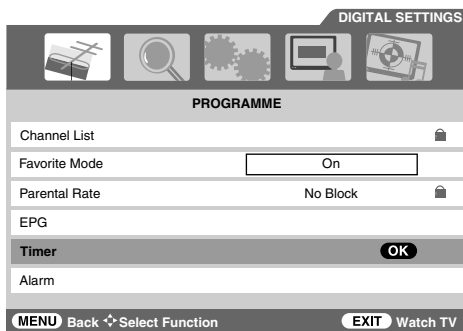 DIGITAL SETTINGS
PROGRAMME
Channel List
Favorite Mode On
Parental Rate No Block
EPG
Timer OK
Alarm
MENU Back Select Function EXIT Watch TV